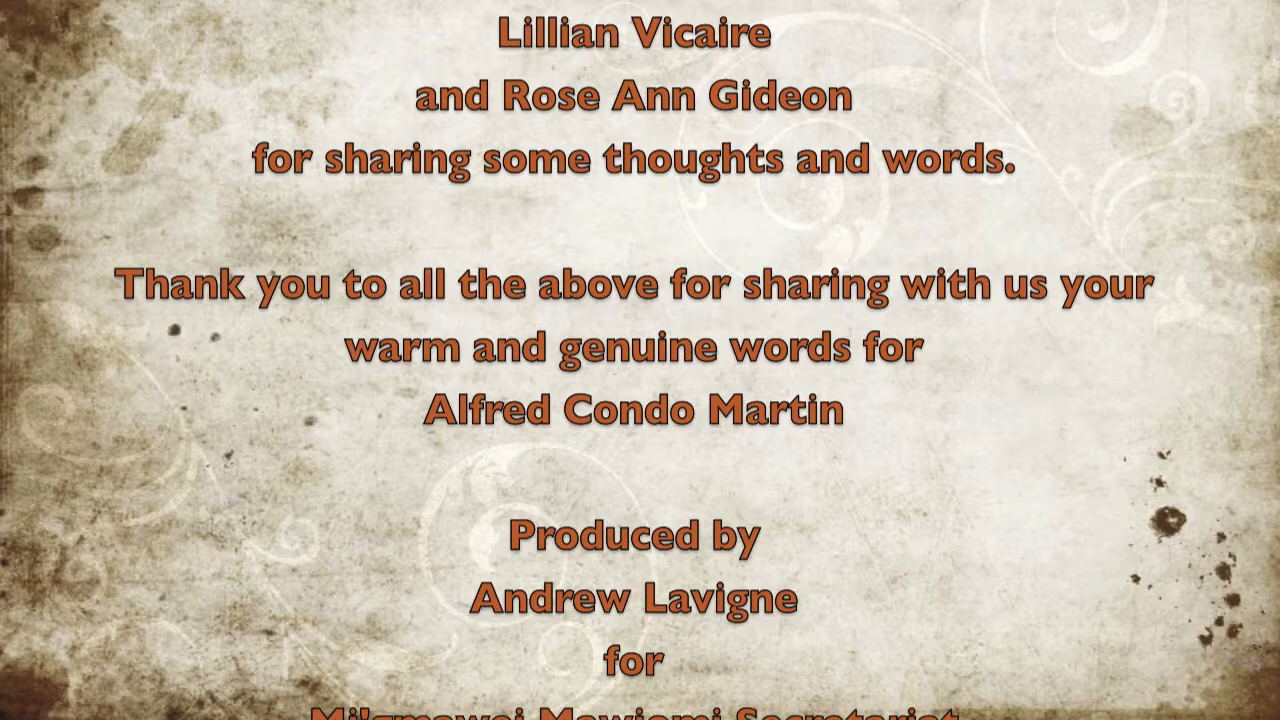 Lillian Vicaire
and Rose Ann Gideon
for sharing some thoughts and words.
Thank you to all the above for sharing with us your
warm and genuine words for
Alfred Condo Martin
Produced by
Andrew Lavigne
for
Mi'gmawei Mawiomi Secretariat